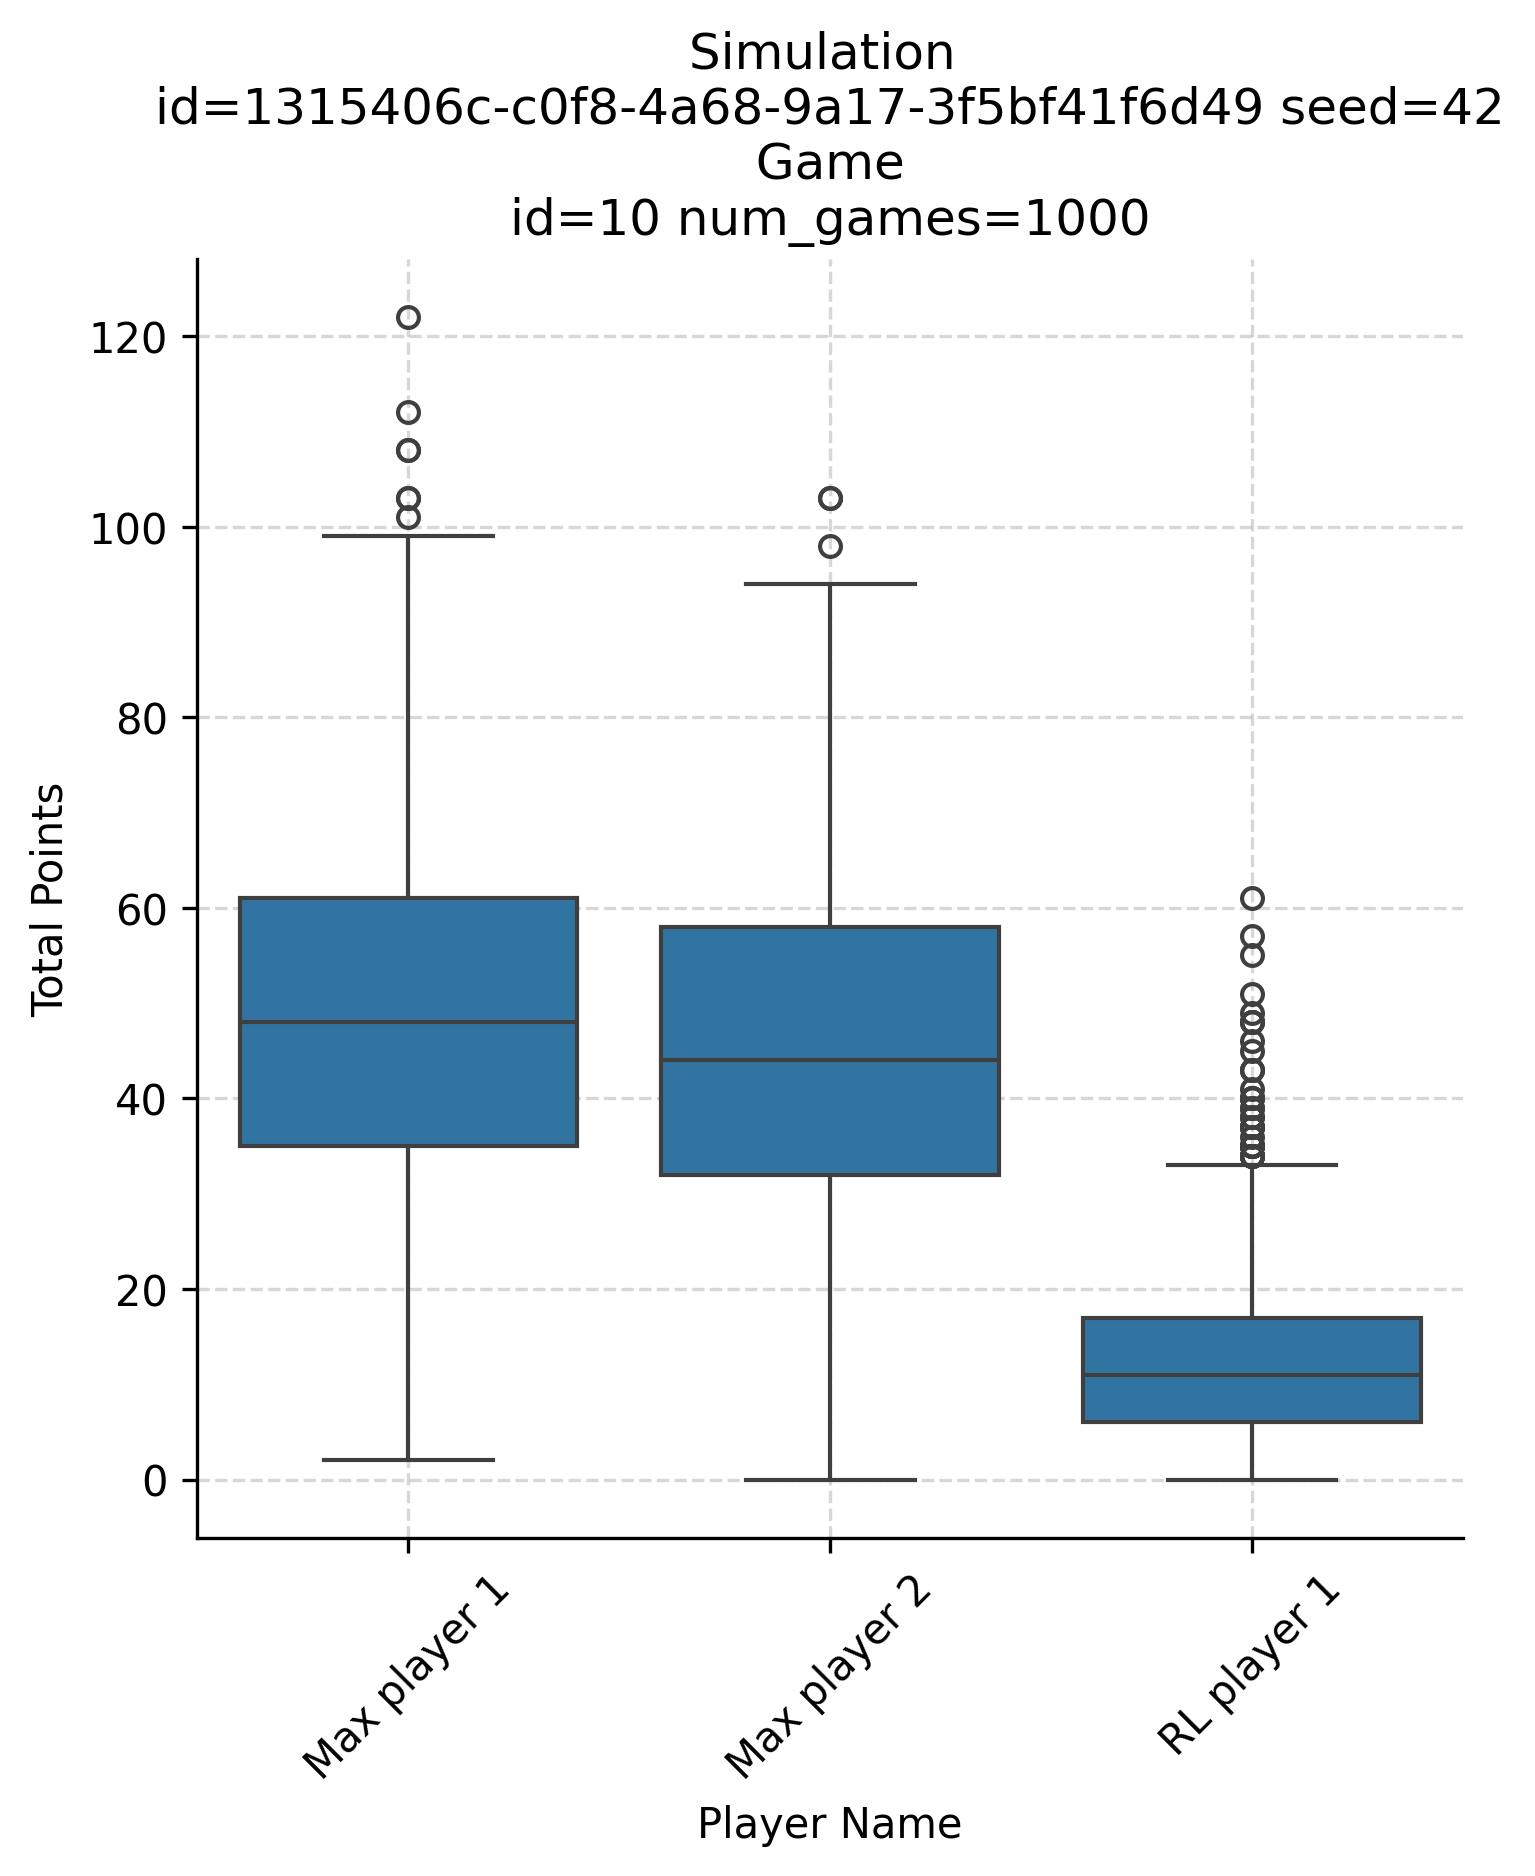 Simulation
id=1315406c-c0f8-4a68-9a17-3f5bf41f6d49 seed=42
Game
id=10 num_games=1000
120
100
80
60
40
20
0
Total Points
Max player 1
Max player 2
RL player 1
Player Name